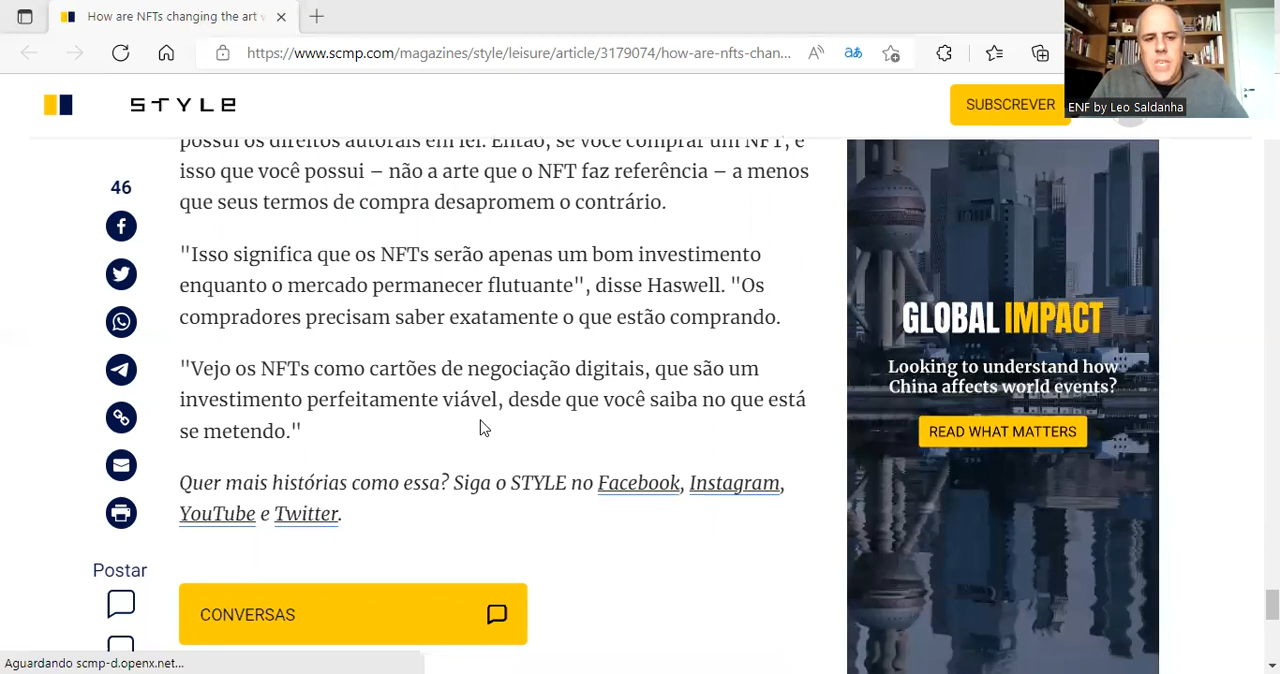 How are NFTs changing the art v
https://www.scmp.com/magazines/style/leisure/article/3179074/how-are-nfts-chan...
ENF by Leo Saldanha
STYLE
SUBSCREVER
possui os direitos autorais em lei. Então, se você comprar um NFT, é
isso que você possui – não a arte que o NFT faz referência – a menos
que seus termos de compra desapromem o contrário.
46
"Isso significa que os NFTs serão apenas um bom investimento
enquanto o mercado permanecer flutuante", disse Haswell. "Os
compradores precisam saber exatamente o que estão comprando.
"Vejo os NFTs como cartões de negociação digitais, que são um
investimento perfeitamente viável, desde que você saiba no que está
se metendo."
Quer mais histórias como essa? Siga o STYLE no Facebook, Instagram,
YouTube e Twitter.
Postar
CONVERSAS
GLOBAL IMPACT
Looking to understand how
China affects world events?
READ WHAT MATTERS
Aguardando scmp-d.openx.net...